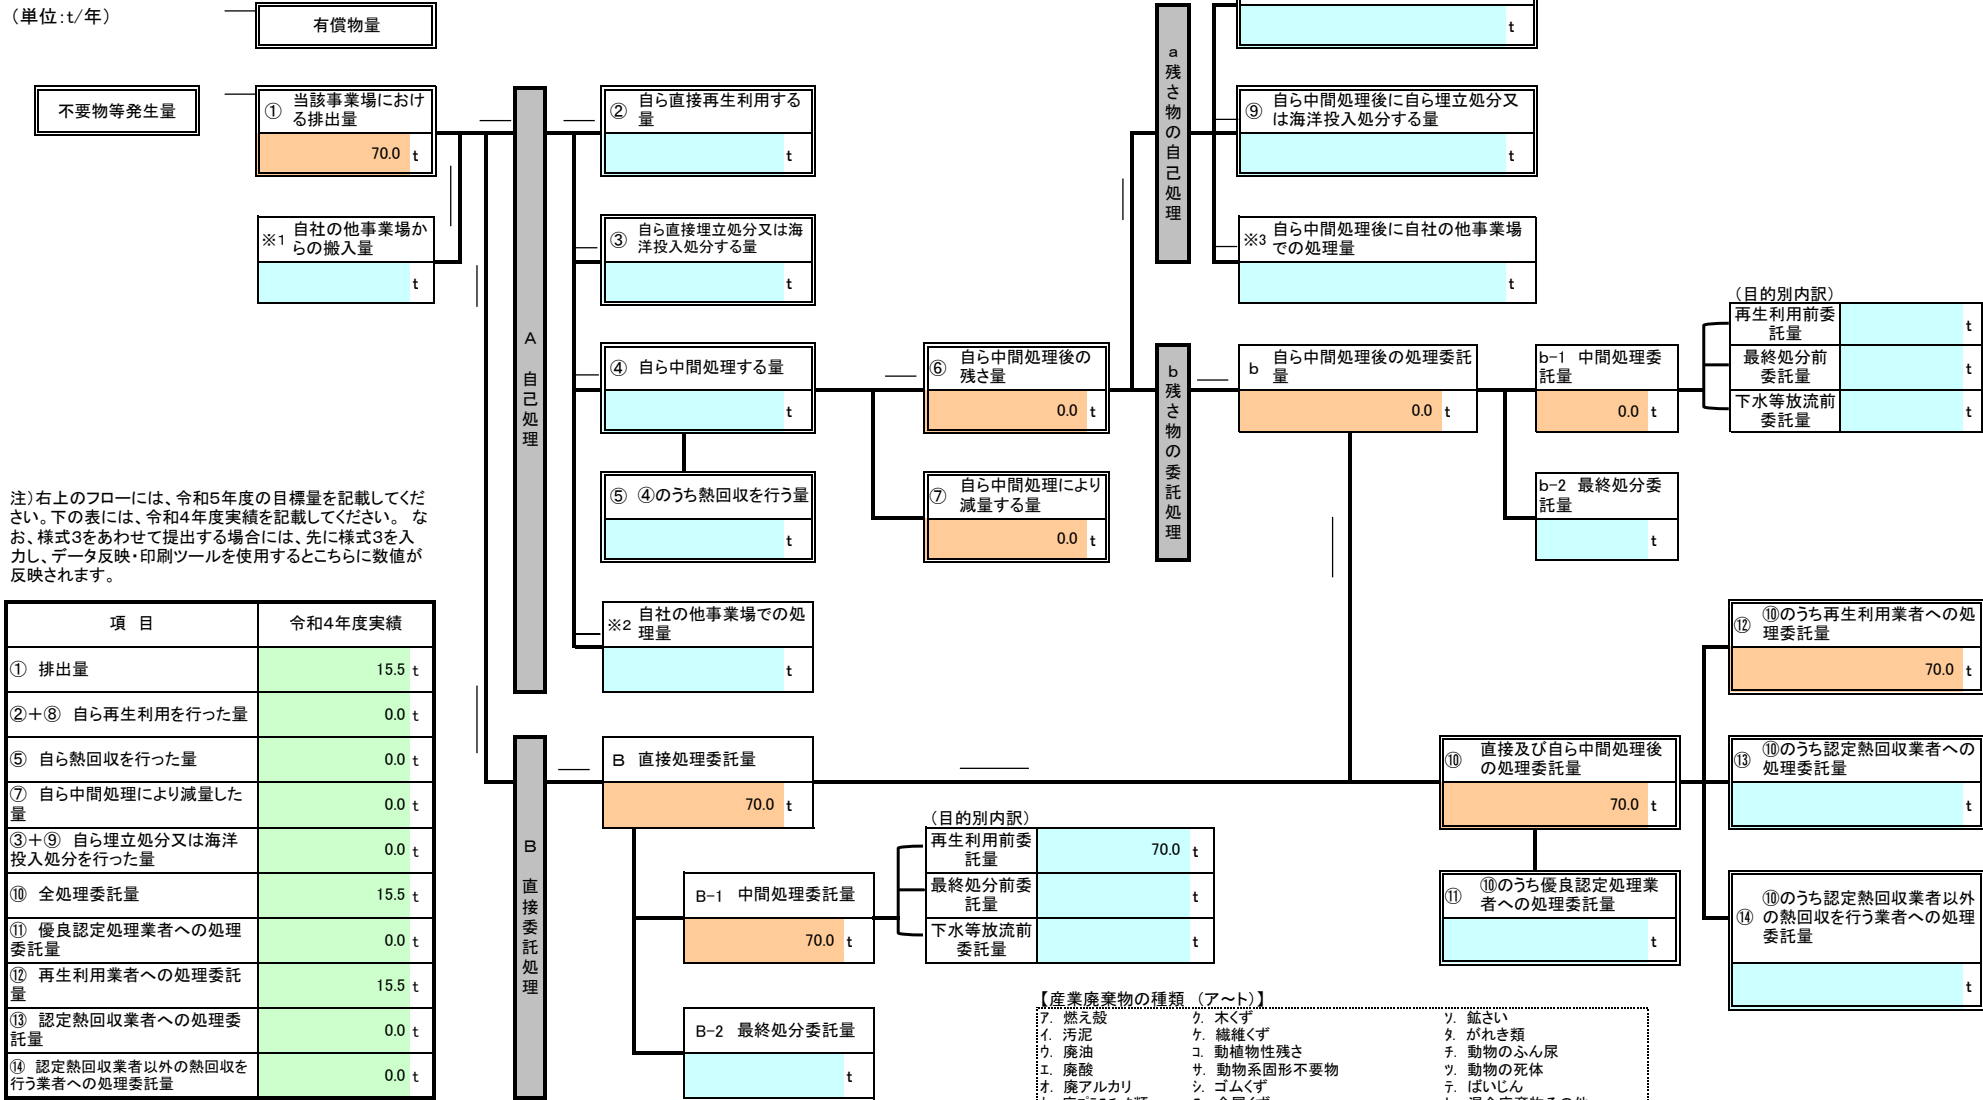 （単位：t/年）
有償物量
t
a 残さ物の自己処理
不要物等発生量
① 当該事業場におけ
る排出量
70.0 t
② 自ら直接再生利用する
量
t
⑨ 自ら中間処理後に自ら埋立処分又
は海洋投入処分する量
t
※1 自社の他事業場か
らの搬入量
t
③ 自ら直接埋立処分又は海
洋投入処分する量
t
※3 自ら中間処理後に自社の他事業場
での処理量
t
A 自己処理
④ 自ら中間処理する量
t
⑥ 自ら中間処理後の
残さ量
0.0 t
b 残さ物の委託処理
b 自ら中間処理後の処理委託
量
0.0 t
b-1 中間処理委
託量
0.0 t
（目的別内訳）
再生利用前委
託量
t
最終処分前
委託量
t
下水等放流前
委託量
t
⑤ ④のうち熱回収を行う量
t
⑦ 自ら中間処理により
減量する量
0.0 t
b-2 最終処分委
託量
t
注）右上のフローには、令和5年度の目標量を記載してくだ
さい。下の表には、令和4年度実績を記載してください。 な
お、様式3をあわせて提出する場合には、先に様式3を入
力し、データ反映・印刷ツールを使用するとこちらに数値が
反映されます。
※2 自社の他事業場での処
理量
t
項 目 令和4年度実績
① 排出量 15.5 t
②＋⑧ 自ら再生利用を行った量 0.0 t
⑤ 自ら熱回収を行った量 0.0 t
⑦ 自ら中間処理により減量した
量 0.0 t
③＋⑨ 自ら埋立処分又は海洋
投入処分を行った量 0.0 t
⑩ 全処理委託量 15.5 t
⑪ 優良認定処理業者への処理
委託量 0.0 t
⑫ 再生利用業者への処理委託
量 15.5 t
⑬ 認定熱回収業者への処理委
託量 0.0 t
⑭ 認定熱回収業者以外の熱回収を
行う業者への処理委託量 0.0 t
B 直接委託処理
B 直接処理委託量
70.0 t
B-1 中間処理委託量
70.0 t
（目的別内訳）
再生利用前委
託量
70.0 t
最終処分前委
託量
t
下水等放流前
委託量
t
B-2 最終処分委託量
t
⑩ 直接及び自ら中間処理後
の処理委託量
70.0 t
⑪ ⑩のうち優良認定処理業
者への処理委託量
t
⑫ ⑩のうち再生利用業者への処
理委託量
70.0 t
⑬ ⑩のうち認定熱回収業者への
処理委託量
t
⑭ ⑩のうち認定熱回収業者以外
の熱回収を行う業者への処理
委託量
t
【産業廃棄物の種類 （ア～ト）】
ア. 燃え殻 ク. 木くず ソ. 鉱さい
イ. 汚泥 ケ. 繊維くず タ. がれき類
ウ. 廃油 コ. 動植物性残さ チ. 動物のふん尿
エ. 廃酸 サ. 動物系固形不要物 ツ. 動物の死体
オ. 廃アルカリ シ. ゴムくず テ. ばいじん